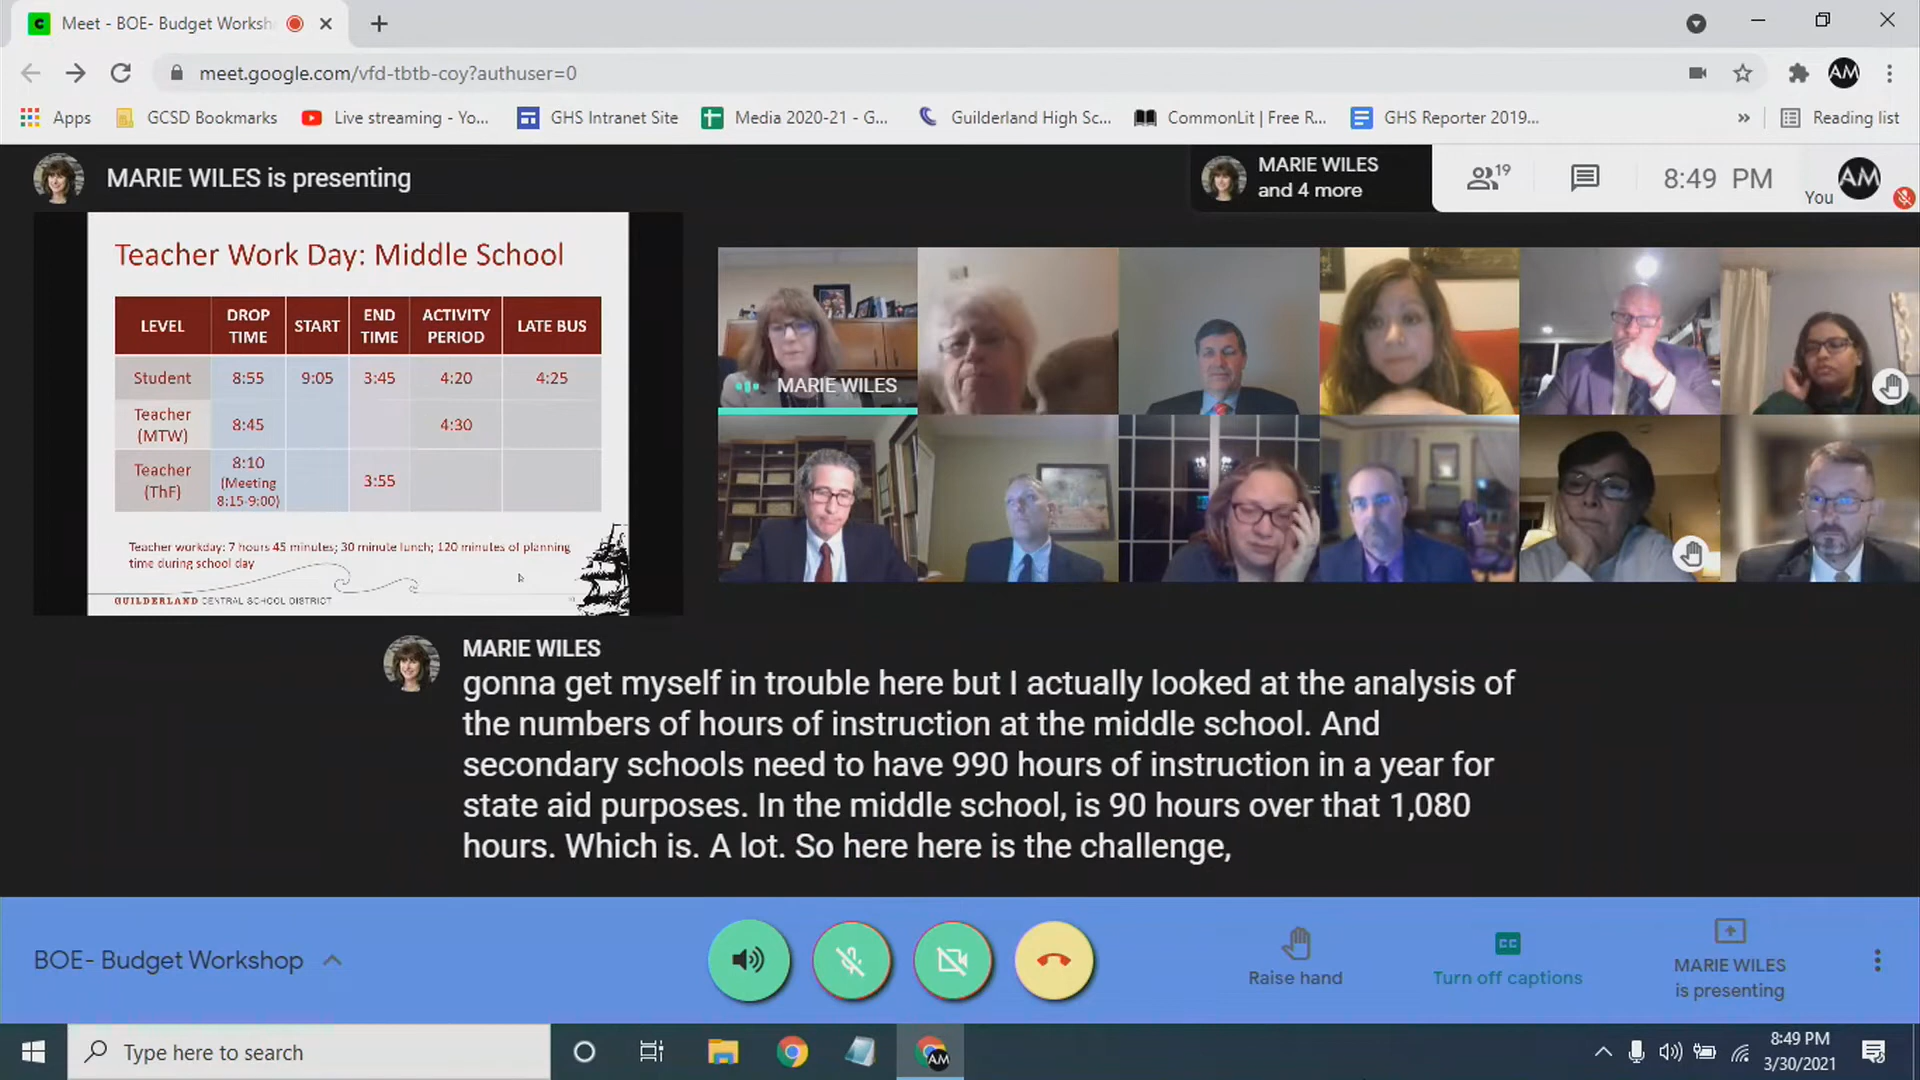 Meet - BOE- Budget Worksh
meet.google.com/vfd-tbtb-coy?authuser=0
AM
Apps
GCSD Bookmarks
Live streaming - Yo...
GHS Intranet Site
Media 2020-21 - G...
Guilderland High Sc...
CommonLit | Free R...
GHS Reporter 2019...
»
Reading list
MARIE WILES is presenting
MARIE WILES
and 4 more
19
8:49 PM
You
AM
Teacher Work Day: Middle School
LEVEL
DROP
TIME
START
END
TIME
ACTIVITY
PERIOD
LATE BUS
Student
8:55
9:05
3:45
4:20
4:25
Teacher
(MTW)
8:45
4:30
Teacher
(ThF)
8:10
(Meeting
8:15-9:00)
3:55
Teacher workday: 7 hours 45 minutes; 30 minute lunch; 120 minutes of planning
time during school day
GUILDERLAND CENTRAL SCHOOL DISTRICT
MARIE WILES
MARIE WILES
gonna get myself in trouble here but I actually looked at the analysis of
the numbers of hours of instruction at the middle school. And
secondary schools need to have 990 hours of instruction in a year for
state aid purposes. In the middle school, is 90 hours over that 1,080
hours. Which is. A lot. So here here is the challenge,
BOE- Budget Workshop
Raise hand
CC
Turn off captions
MARIE WILES
is presenting
Type here to search
AM
8:49 PM
3/30/2021